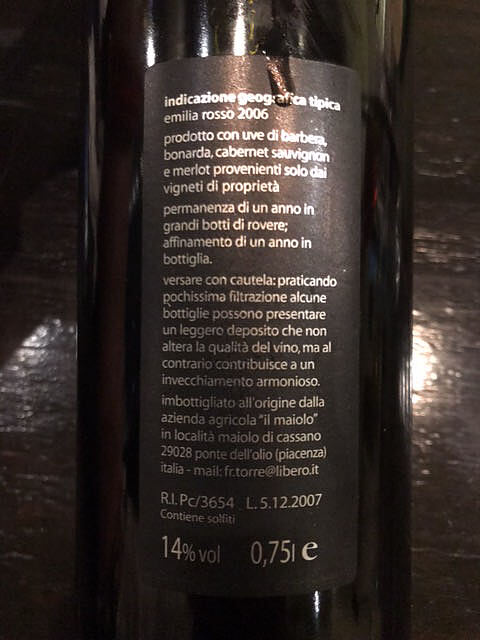 indicazione geografica tipica
emilia rosso 2006
prodotto con uve di barbera,
bonarda, cabernet sauvignon
e merlot provenienti solo dai
vigneti di proprietà
permanenza di un anno in
grandi botti di rovere;
affinamento di un anno in
bottiglia.
versare con cautela: praticando
pochissima filtrazione alcune
bottiglie possono presentare
un leggero deposito che non
altera la qualità del vino, ma al
contrario contribuisce a un
invecchiamento armonioso.
imbottigliato all'origine dalla
azienda agricola "il maiolo"
in località maiolo di cassano
29028 ponte dell'olio (piacenza)
italia - mail: fr.torre@libero.it
R.I. Pc/3654 L. 5.12.2007
Contiene solfiti
14% vol 0,75l e